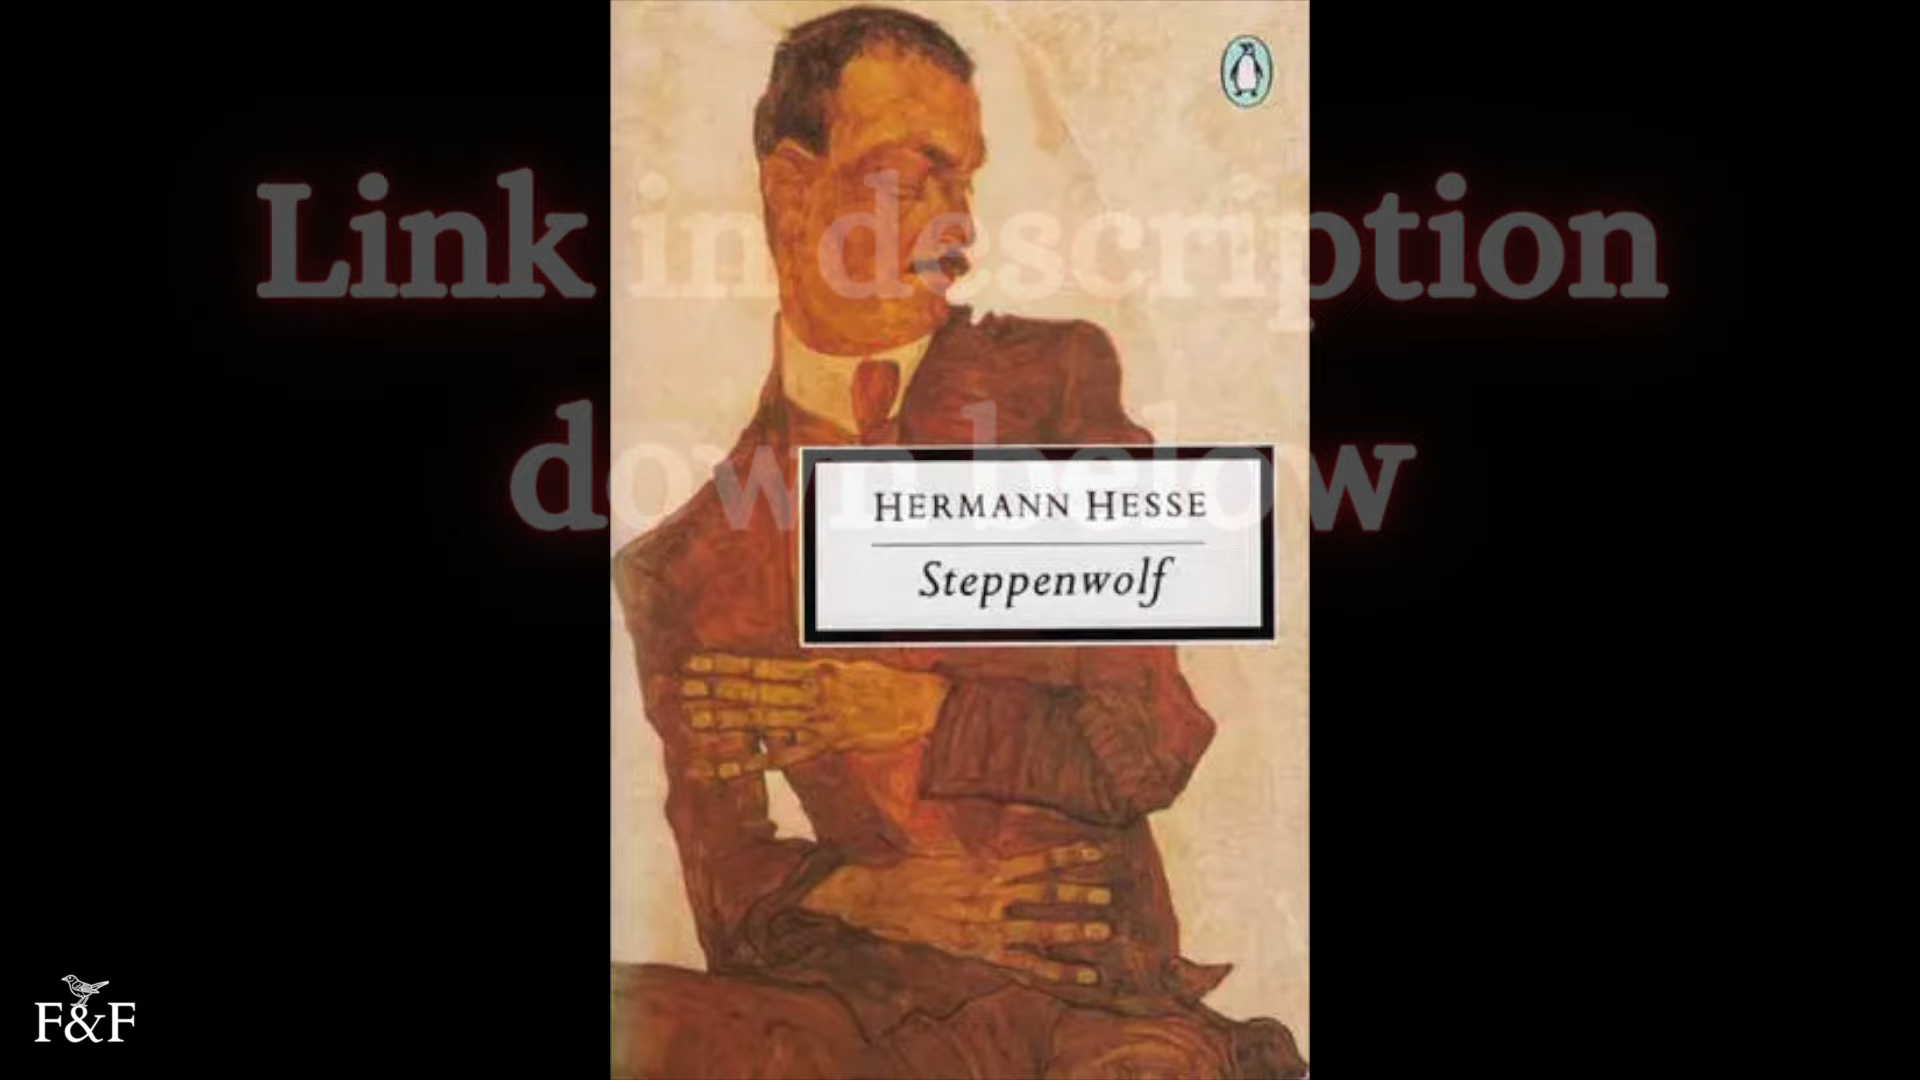 Link in description
down below
HERMANN HESSE
Steppenwolf
F&F